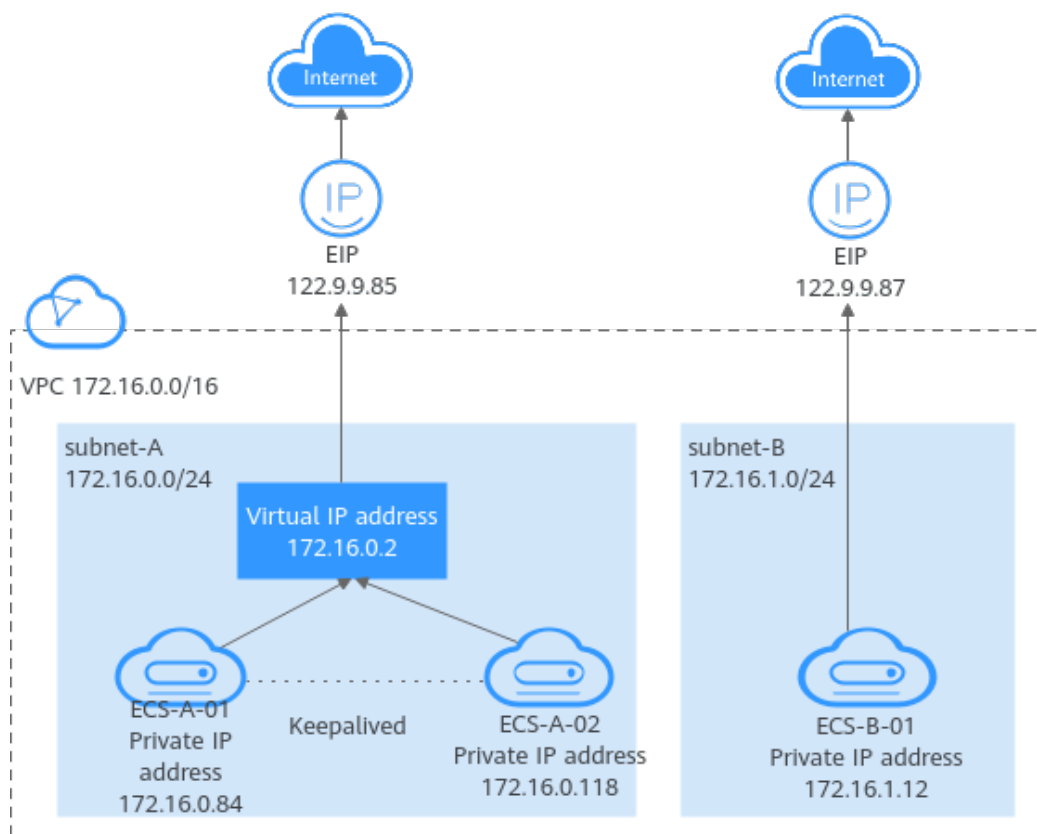 Internet
Internet
IP
IP
EIP
122.9.9.85
EIP
122.9.9.87
VPC 172.16.0.0/16
subnet-A
172.16.0.0/24
subnet-B
172.16.1.0/24
Virtual IP address
172.16.0.2
ECS-A-01
Private IP
address
172.16.0.84
Keepalived
ECS-A-02
Private IP address
172.16.0.118
ECS-B-01
Private IP address
172.16.1.12